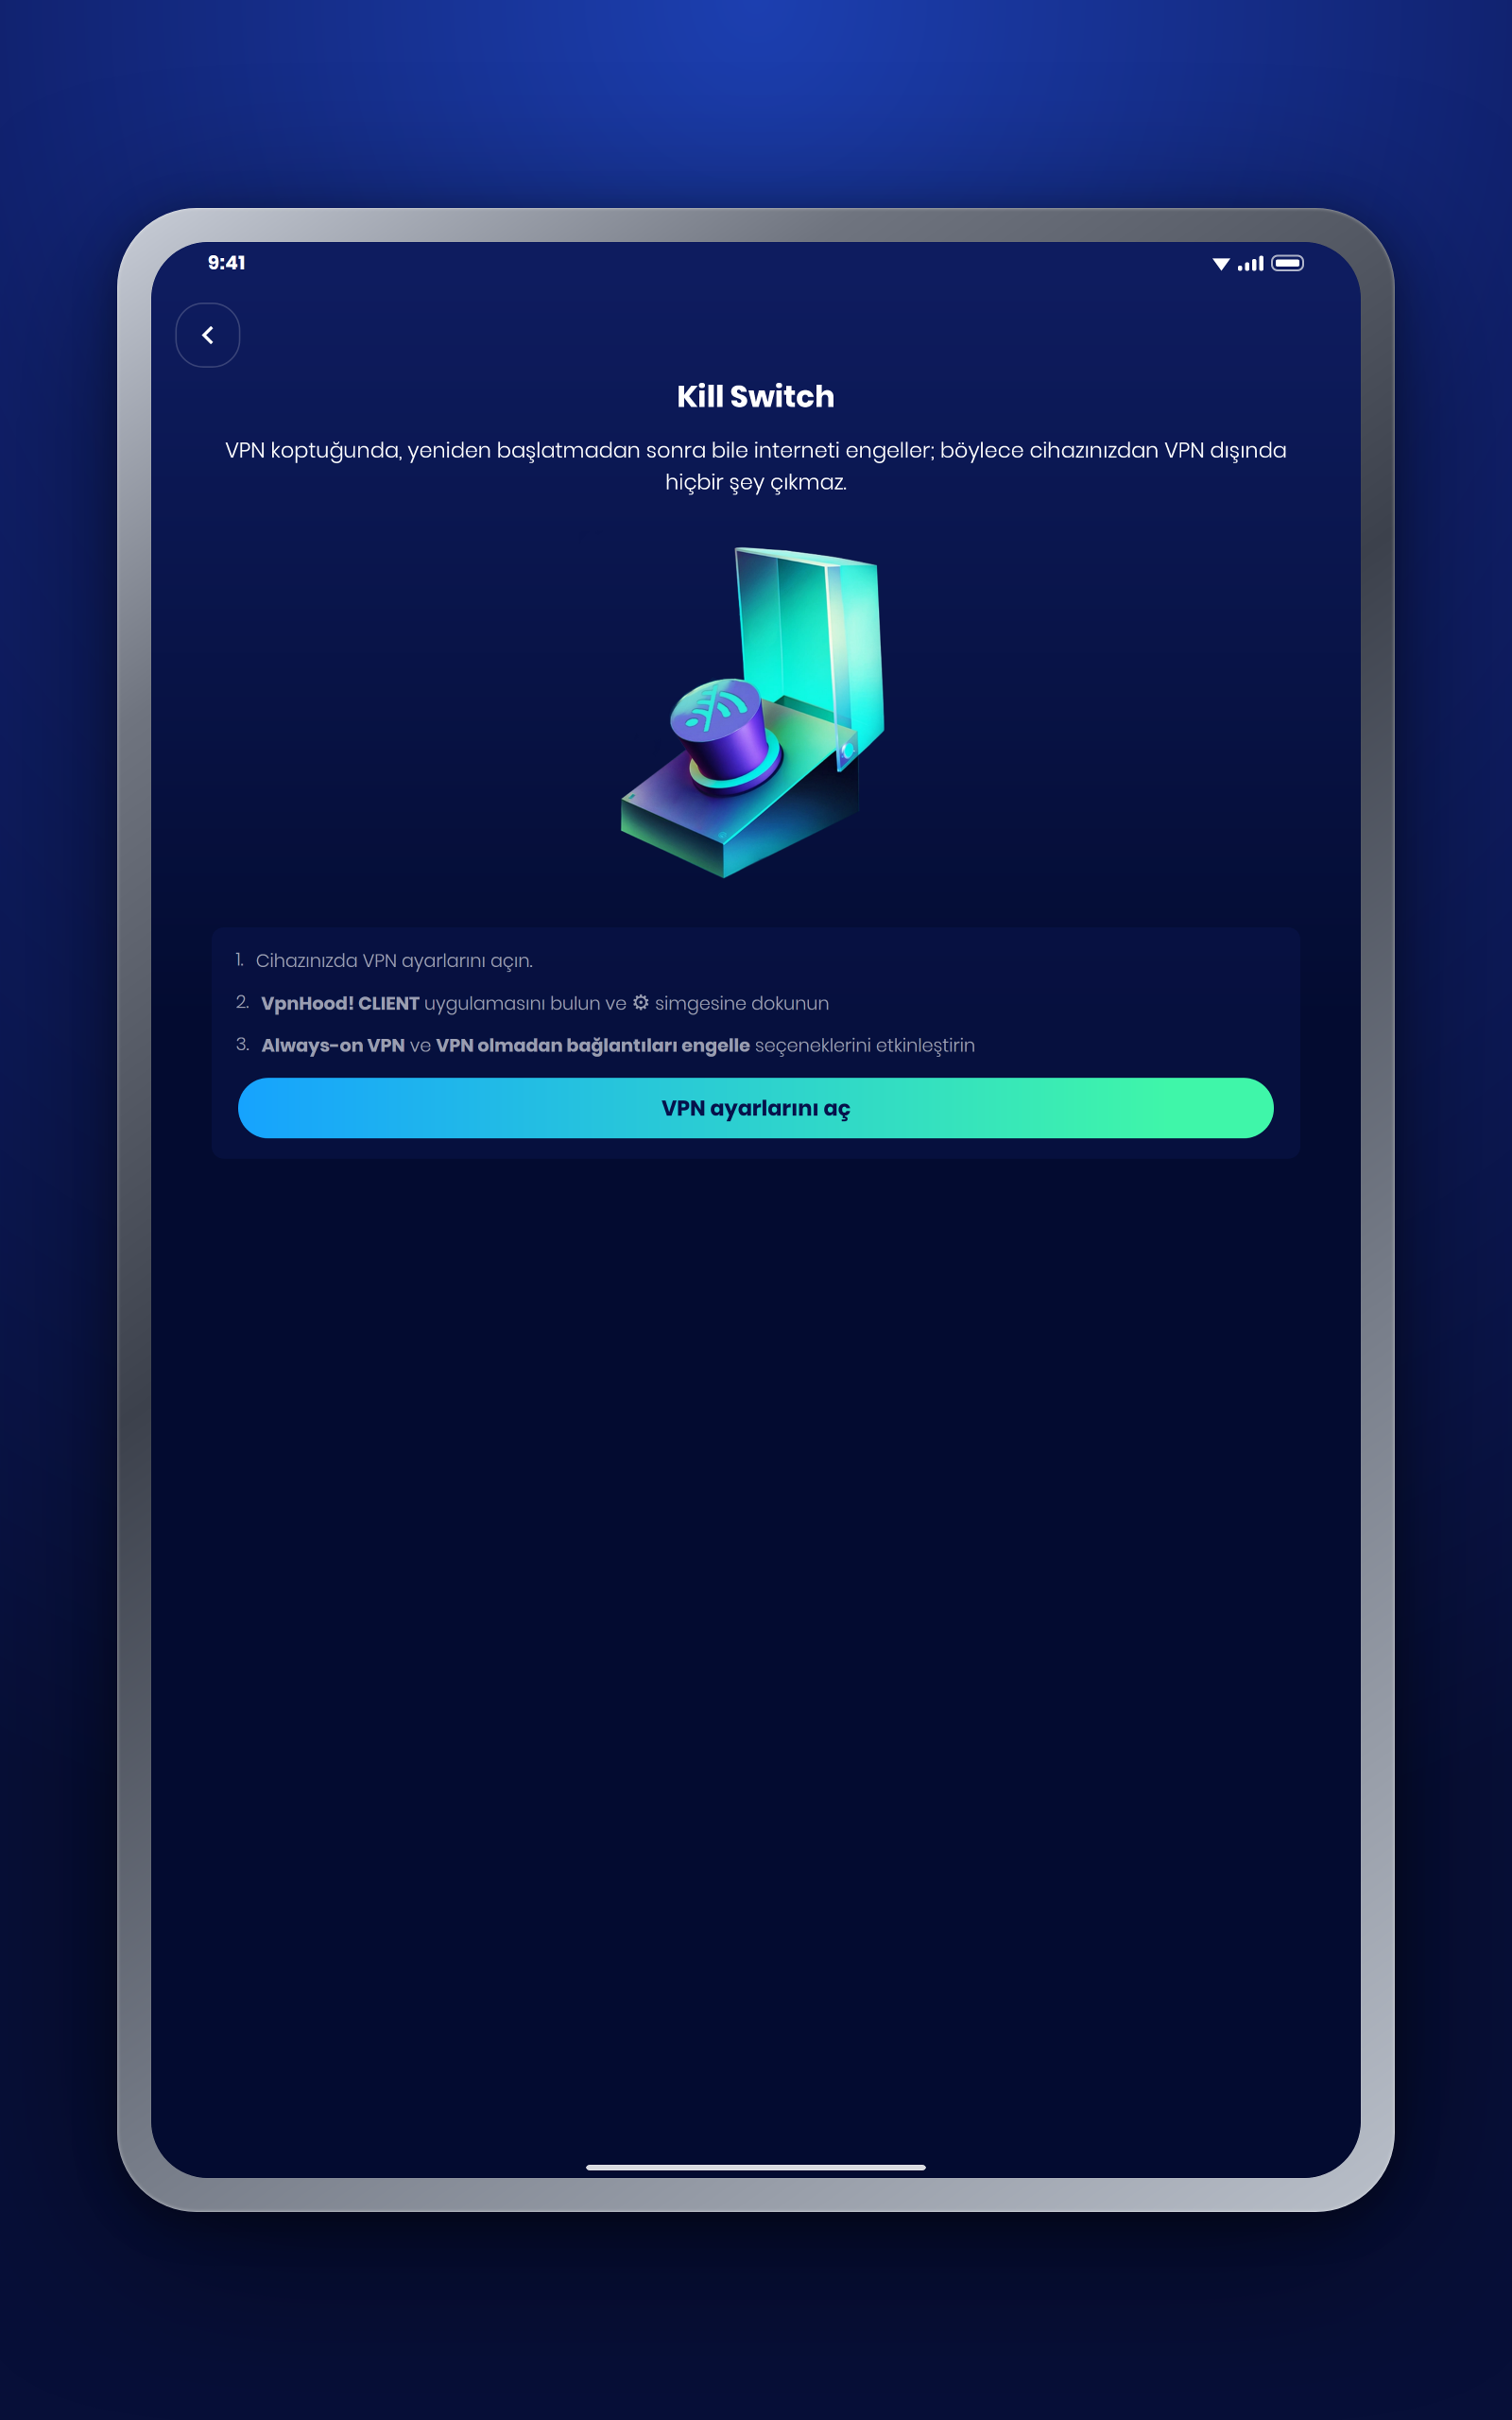 9:41
Kill Switch
VPN koptuğunda, yeniden başlatmadan sonra bile interneti engeller; böylece cihazınızdan VPN dışında
hiçbir şey çıkmaz.
1. Cihazınızda VPN ayarlarını açın.
2. VpnHood! CLIENT uygulamasını bulun ve ⚙ simgesine dokunun
3. Always-on VPN ve VPN olmadan bağlantıları engelle seçeneklerini etkinleştirin
VPN ayarlarını aç